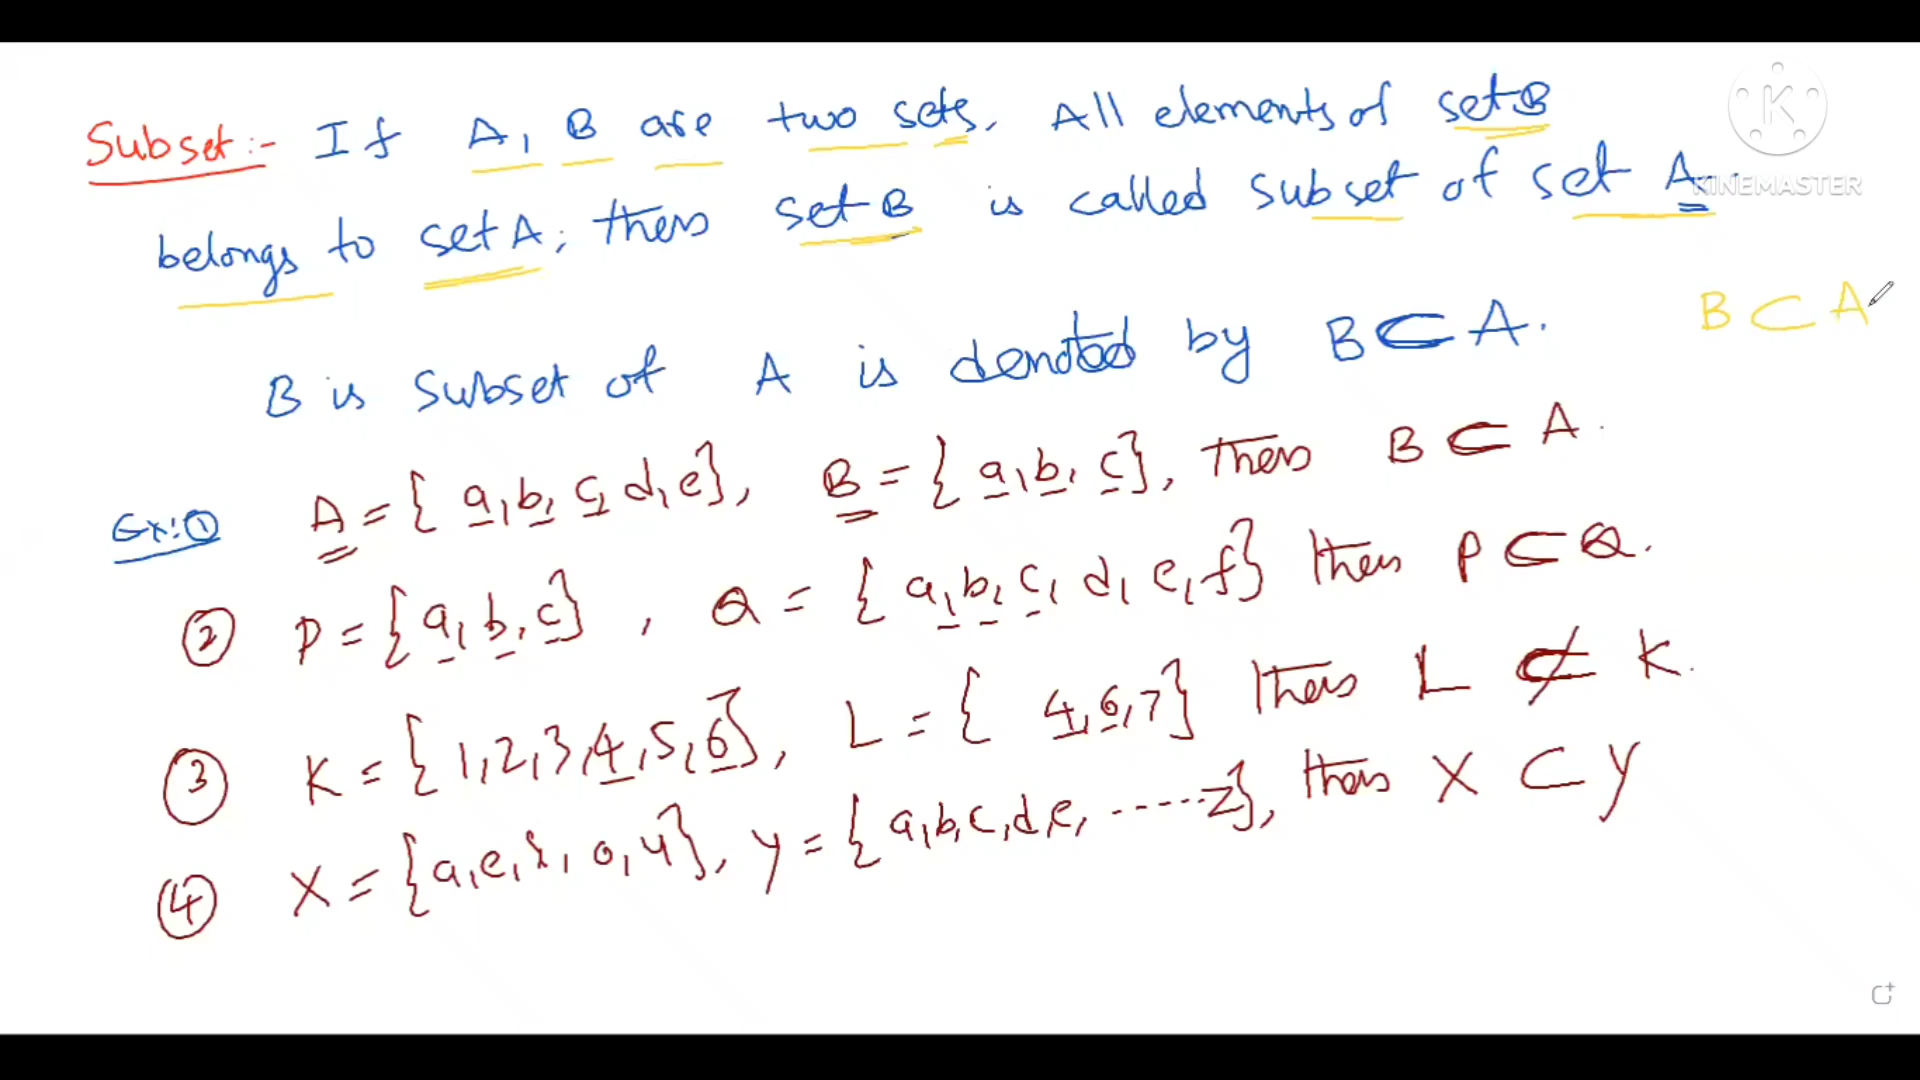 Subset:- If A, B are two sets. All elements of set B
belongs to set A, then set B is called subset of set A.
B is subset of A is denoted by B⊂A.
B ⊂ A
Ex:① A = { a, b, c, d, e }, B = { a, b, c }, then B ⊂ A.
② P = { a, b, c } , Q = { a, b, c, d, e, f } then P ⊂ Q.
③ K = { 1, 2, 3, 4, 5, 6 }, L = { 4, 6, 7 } then L ⊄ K.
④ X = { a, e, i, o, u }, Y = { a, b, c, d, e, ...... z }, then X ⊂ Y
K
KINEMASTER